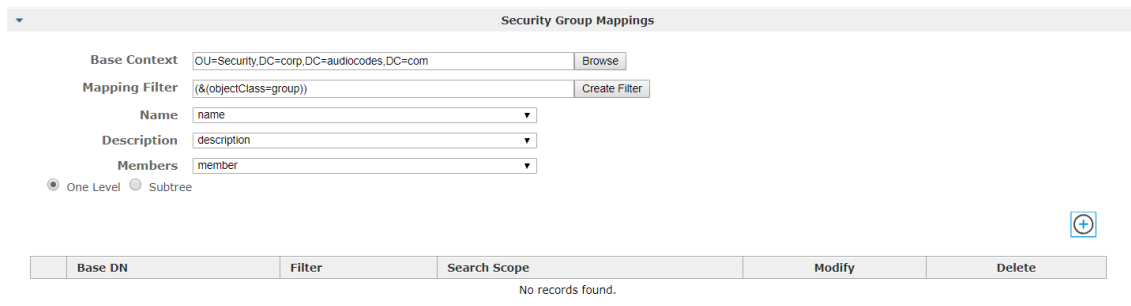 Security Group Mappings
Base Context OU=Security,DC=corp,DC=audiocodes,DC=com Browse
Mapping Filter (&(objectClass=group)) Create Filter
Name name
Description description
Members member
One Level Subtree
Base DN Filter Search Scope Modify Delete
No records found.